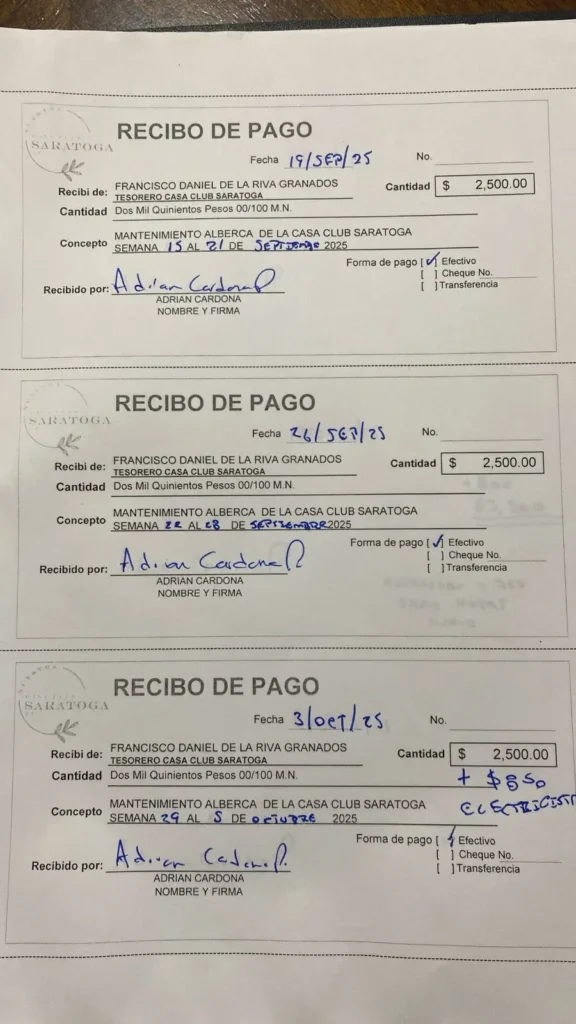 SARATOGA
RECIBO DE PAGO
Fecha 19/SEP/25 No.
Recibi de: FRANCISCO DANIEL DE LA RIVA GRANADOS Cantidad $ 2,500.00
TESORERO CASA CLUB SARATOGA
Cantidad Dos Mil Quinientos Pesos 00/100 M.N.
Concepto MANTENIMIENTO ALBERCA DE LA CASA CLUB SARATOGA
SEMANA 15 AL 21 DE SEPTIEMBRE 2025
Forma de pago [✓] Efectivo
[ ] Cheque No.
[ ] Transferencia
Recibido por: Adrian Cardona P
ADRIAN CARDONA
NOMBRE Y FIRMA
SARATOGA
RECIBO DE PAGO
Fecha 26/SEP/25 No.
Recibi de: FRANCISCO DANIEL DE LA RIVA GRANADOS Cantidad $ 2,500.00
TESORERO CASA CLUB SARATOGA
Cantidad Dos Mil Quinientos Pesos 00/100 M.N.
Concepto MANTENIMIENTO ALBERCA DE LA CASA CLUB SARATOGA
SEMANA 22 AL 28 DE SEPTIEMBRE 2025
Forma de pago [✓] Efectivo
[ ] Cheque No.
[ ] Transferencia
Recibido por: Adrian Cardona P
ADRIAN CARDONA
NOMBRE Y FIRMA
SARATOGA
RECIBO DE PAGO
Fecha 3/OCT/25 No.
Recibi de: FRANCISCO DANIEL DE LA RIVA GRANADOS Cantidad $ 2,500.00
TESORERO CASA CLUB SARATOGA
Cantidad Dos Mil Quinientos Pesos 00/100 M.N. + $850
Concepto MANTENIMIENTO ALBERCA DE LA CASA CLUB SARATOGA
SEMANA 29 AL 5 DE OCTUBRE 2025
Forma de pago [✓] Efectivo
[ ] Cheque No.
[ ] Transferencia
Recibido por: Adrian Cardona P.
ADRIAN CARDONA
NOMBRE Y FIRMA